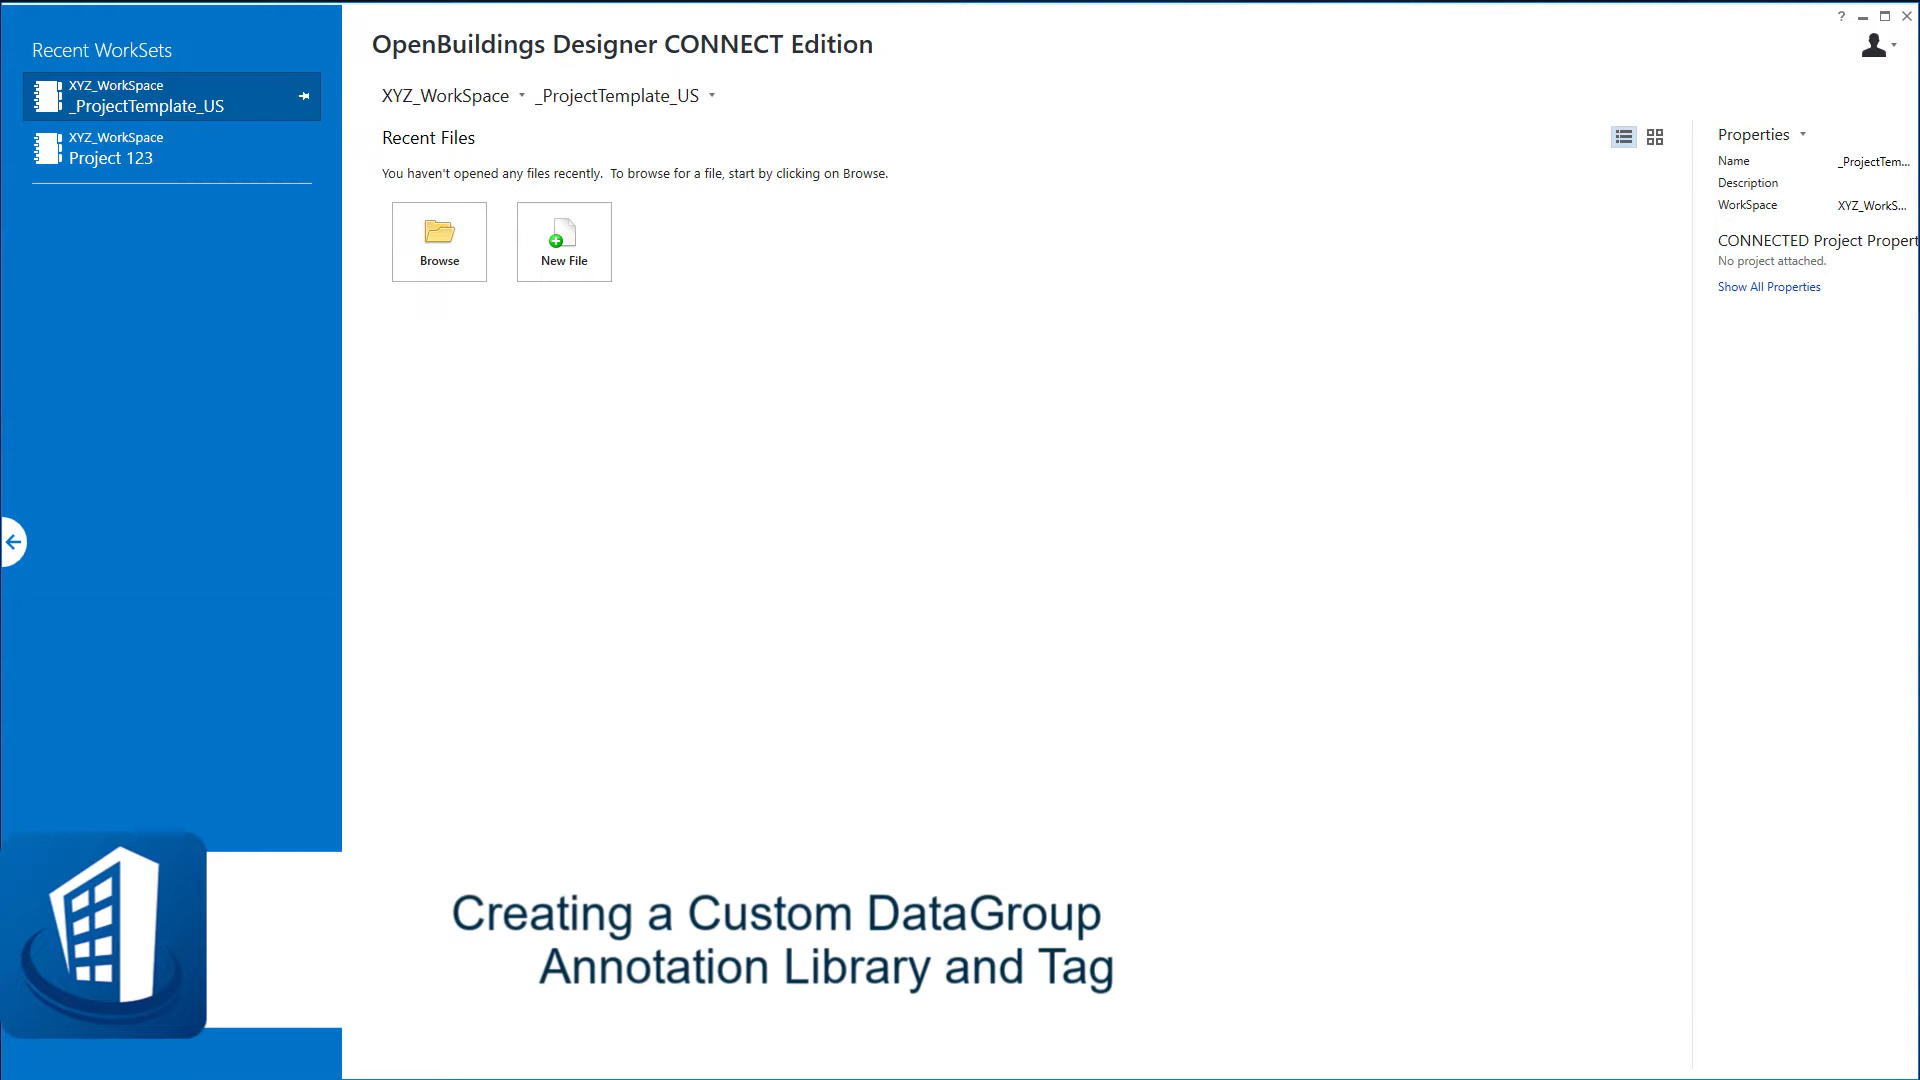 ?
Recent WorkSets
OpenBuildings Designer CONNECT Edition
XYZ_WorkSpace
_ProjectTemplate_US
XYZ_WorkSpace
Project 123
XYZ_WorkSpace _ProjectTemplate_US
Recent Files
You haven't opened any files recently. To browse for a file, start by clicking on Browse.
Browse
New File
Properties
Name _ProjectTem...
Description
WorkSpace XYZ_WorkS...
CONNECTED Project Propert
No project attached.
Show All Properties
Creating a Custom DataGroup
Annotation Library and Tag